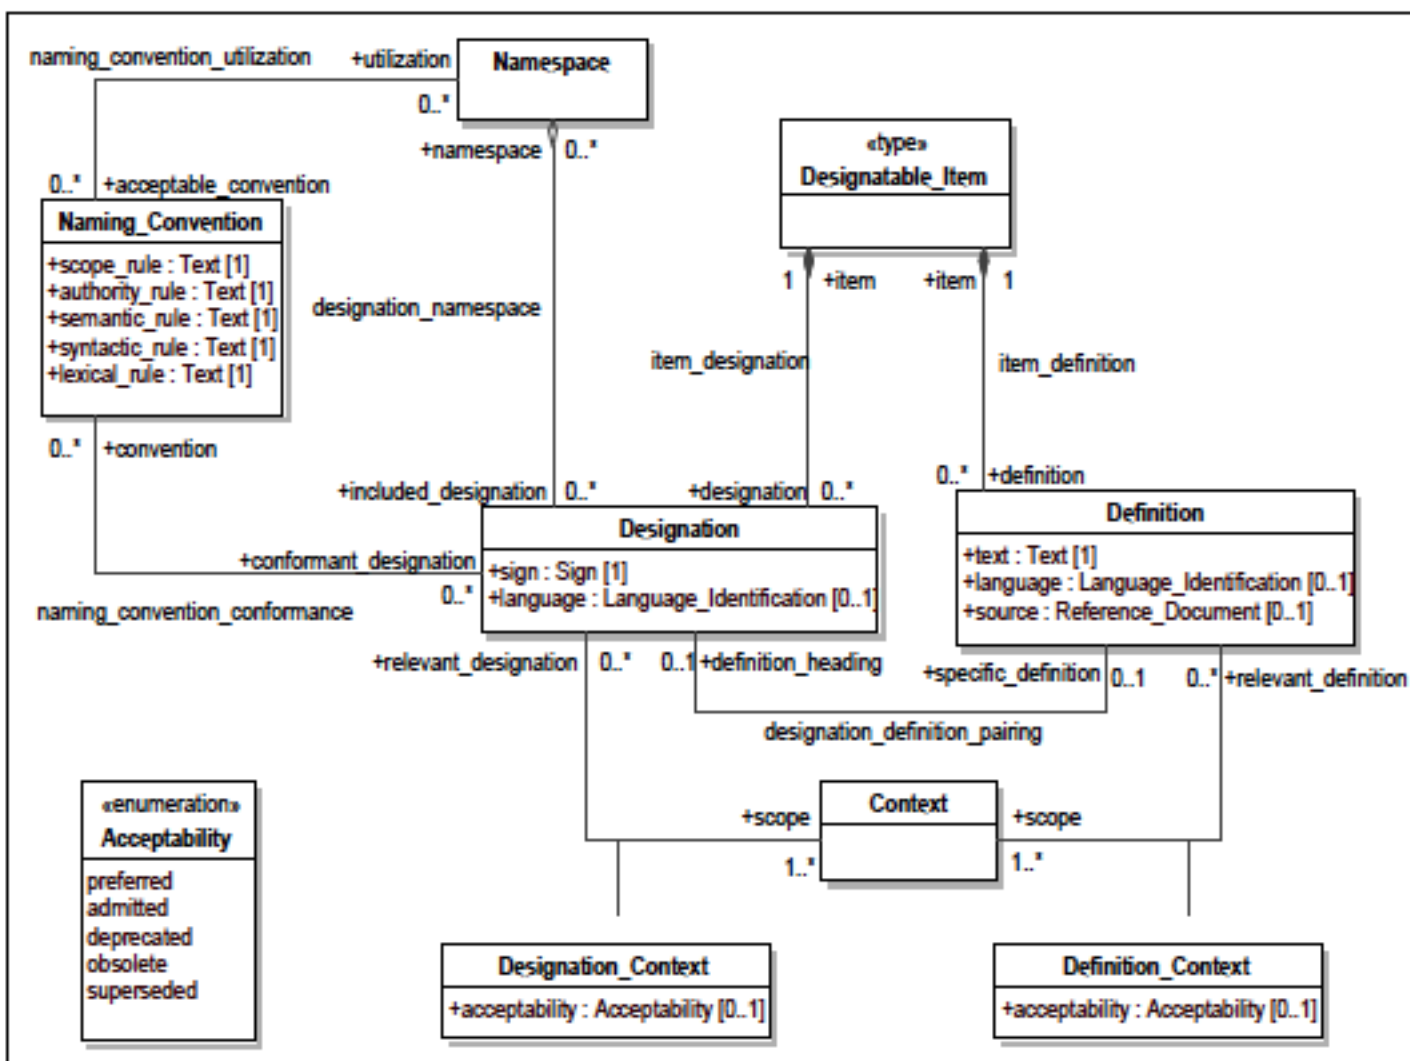 naming_convention_utilization
+utilization
0..*
Namespace
+namespace
0..*
«type»
Designatable_Item
0..*
+acceptable_convention
Naming_Convention
+scope_rule : Text [1]
+authority_rule : Text [1]
+semantic_rule : Text [1]
+syntactic_rule : Text [1]
+lexical_rule : Text [1]
1
+item
+item
1
designation_namespace
item_designation
item_definition
0..*
+convention
+included_designation
0..*
+designation
0..*
0..*
+definition
Designation
+sign : Sign [1]
+language : Language_Identification [0..1]
Definition
+text : Text [1]
+language : Language_Identification [0..1]
+source : Reference_Document [0..1]
+conformant_designation
0..*
naming_convention_conformance
+relevant_designation
0..*
0..1
+definition_heading
+specific_definition
0..1
0..*
+relevant_definition
designation_definition_pairing
«enumeration»
Acceptability
preferred
admitted
deprecated
obsolete
superseded
+scope
1..*
Context
+scope
1..*
Designation_Context
+acceptability : Acceptability [0..1]
Definition_Context
+acceptability : Acceptability [0..1]